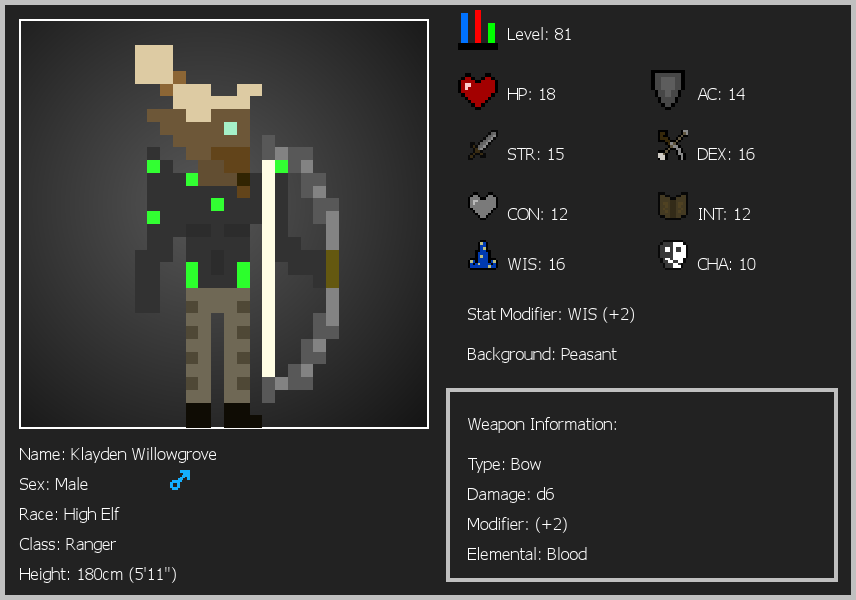 Level: 81
HP: 18
AC: 14
STR: 15
DEX: 16
CON: 12
INT: 12
WIS: 16
CHA: 10
Stat Modifier: WIS (+2)
Background: Peasant
Weapon Information:
Type: Bow
Damage: d6
Modifier: (+2)
Elemental: Blood
Name: Klayden Willowgrove
Sex: Male
Race: High Elf
Class: Ranger
Height: 180cm (5'11")